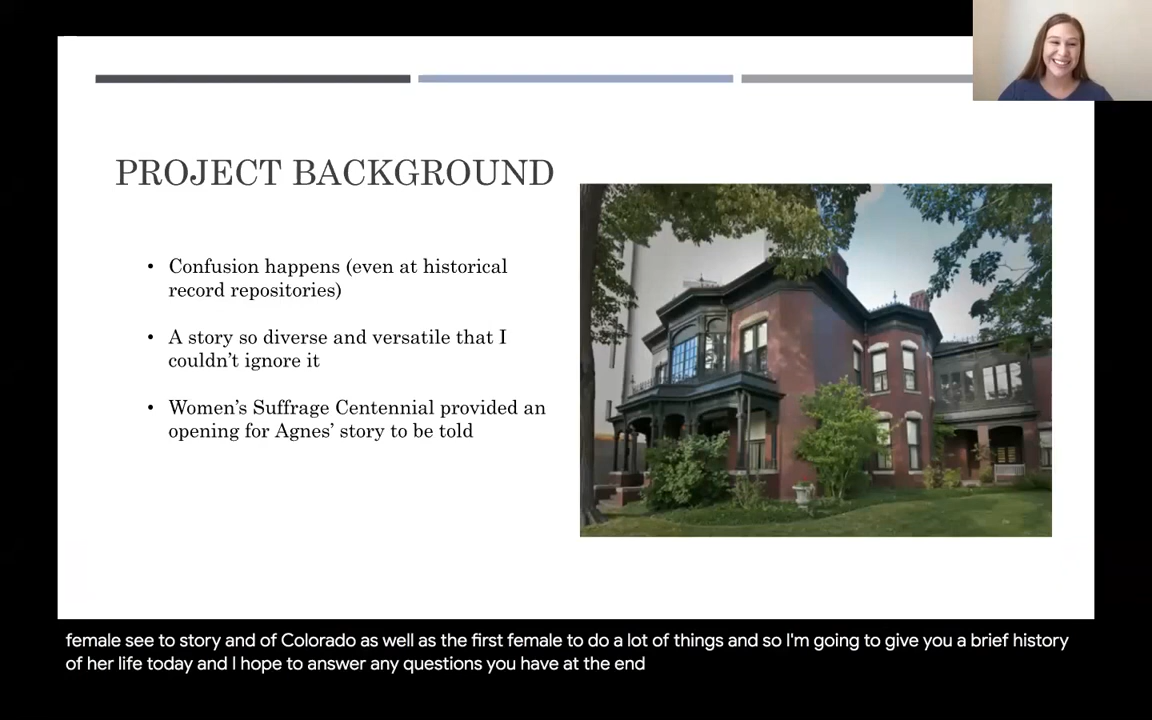 PROJECT BACKGROUND
• Confusion happens (even at historical
record repositories)
• A story so diverse and versatile that I
couldn’t ignore it
• Women’s Suffrage Centennial provided an
opening for Agnes’ story to be told
female see to story and of Colorado as well as the first female to do a lot of things and so I'm going to give you a brief history
of her life today and I hope to answer any questions you have at the end